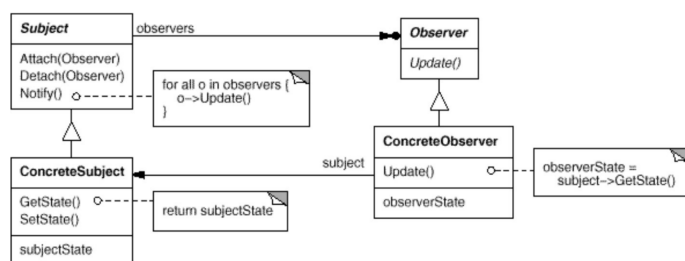 Subject
observers
Observer
Attach(Observer)
Detach(Observer)
Notify()
Update()
for all o in observers {
o->Update()
}
ConcreteSubject
subject
ConcreteObserver
GetState()
SetState()
return subjectState
Update()
observerState =
subject->GetState()
subjectState
observerState